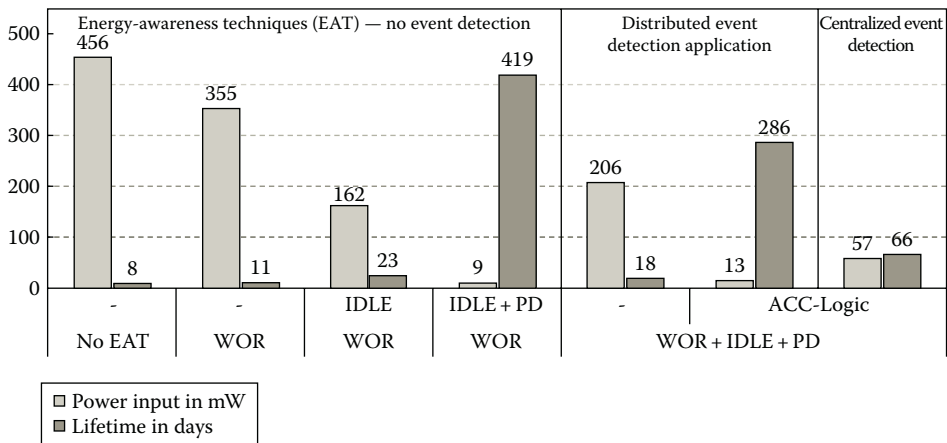 Energy-awareness techniques (EAT) — no event detection
Distributed event
detection application
Centralized event
detection
500
400
300
200
100
0
456
8
355
11
162
23
9
419
206
18
13
286
57
66
-
-
IDLE
IDLE + PD
-
ACC-Logic
No EAT
WOR
WOR
WOR
WOR + IDLE + PD
Power input in mW
Lifetime in days